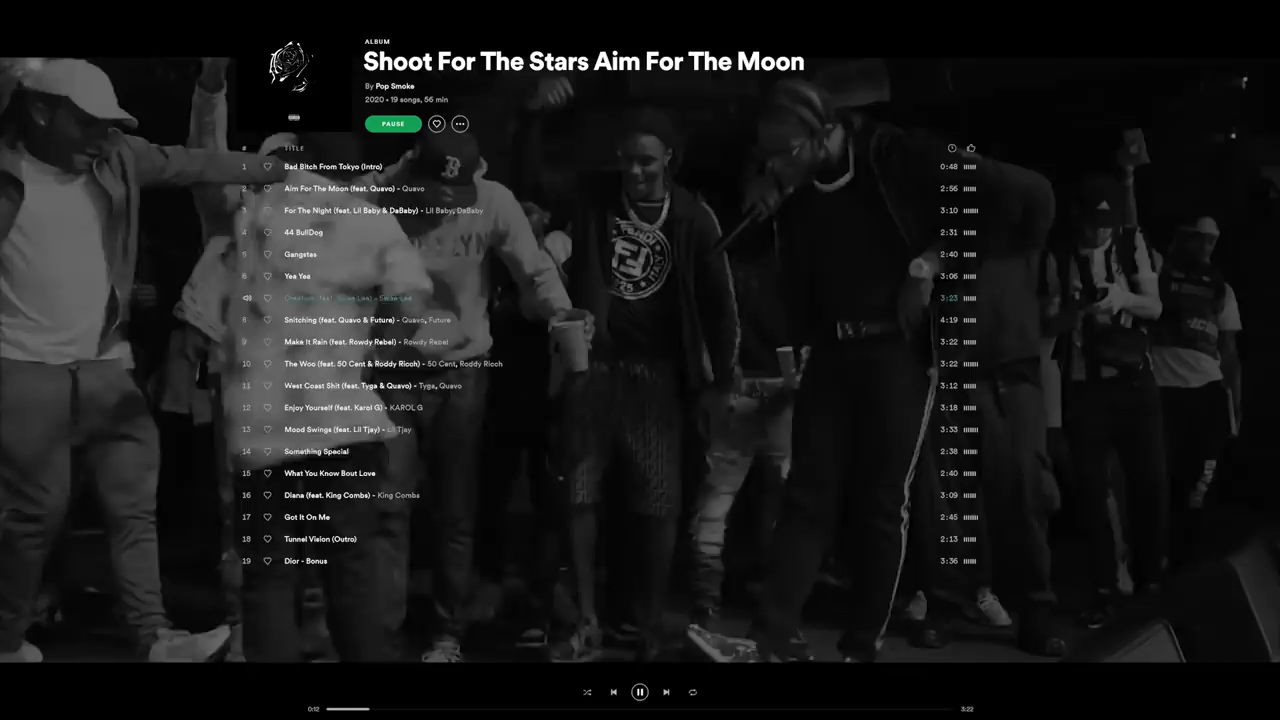 ALBUM
Shoot For The Stars Aim For The Moon
By Pop Smoke
2020 • 19 songs, 56 min
PAUSE
# TITLE
1 Bad Bitch From Tokyo (Intro) 0:48
2 Aim For The Moon (feat. Quavo) - Quavo 2:56
3 For The Night (feat. Lil Baby & DaBaby) - Lil Baby, DaBaby 3:10
4 44 BullDog 2:31
5 Gangstas 2:40
6 Yea Yea 3:06
Creature (feat. Swae Lee) - Swae Lee 3:23
8 Snitching (feat. Quavo & Future) - Quavo, Future 4:19
9 Make It Rain (feat. Rowdy Rebel) - Rowdy Rebel 3:22
10 The Woo (feat. 50 Cent & Roddy Ricch) - 50 Cent, Roddy Ricch 3:22
11 West Coast Shit (feat. Tyga & Quavo) - Tyga, Quavo 3:12
12 Enjoy Yourself (feat. Karol G) - KAROL G 3:18
13 Mood Swings (feat. Lil Tjay) - Lil Tjay 3:33
14 Something Special 2:38
15 What You Know Bout Love 2:40
16 Diana (feat. King Combs) - King Combs 3:09
17 Got It On Me 2:45
18 Tunnel Vision (Outro) 2:13
19 Dior - Bonus 3:36
FENDI
ITALY
B
0:12 3:22